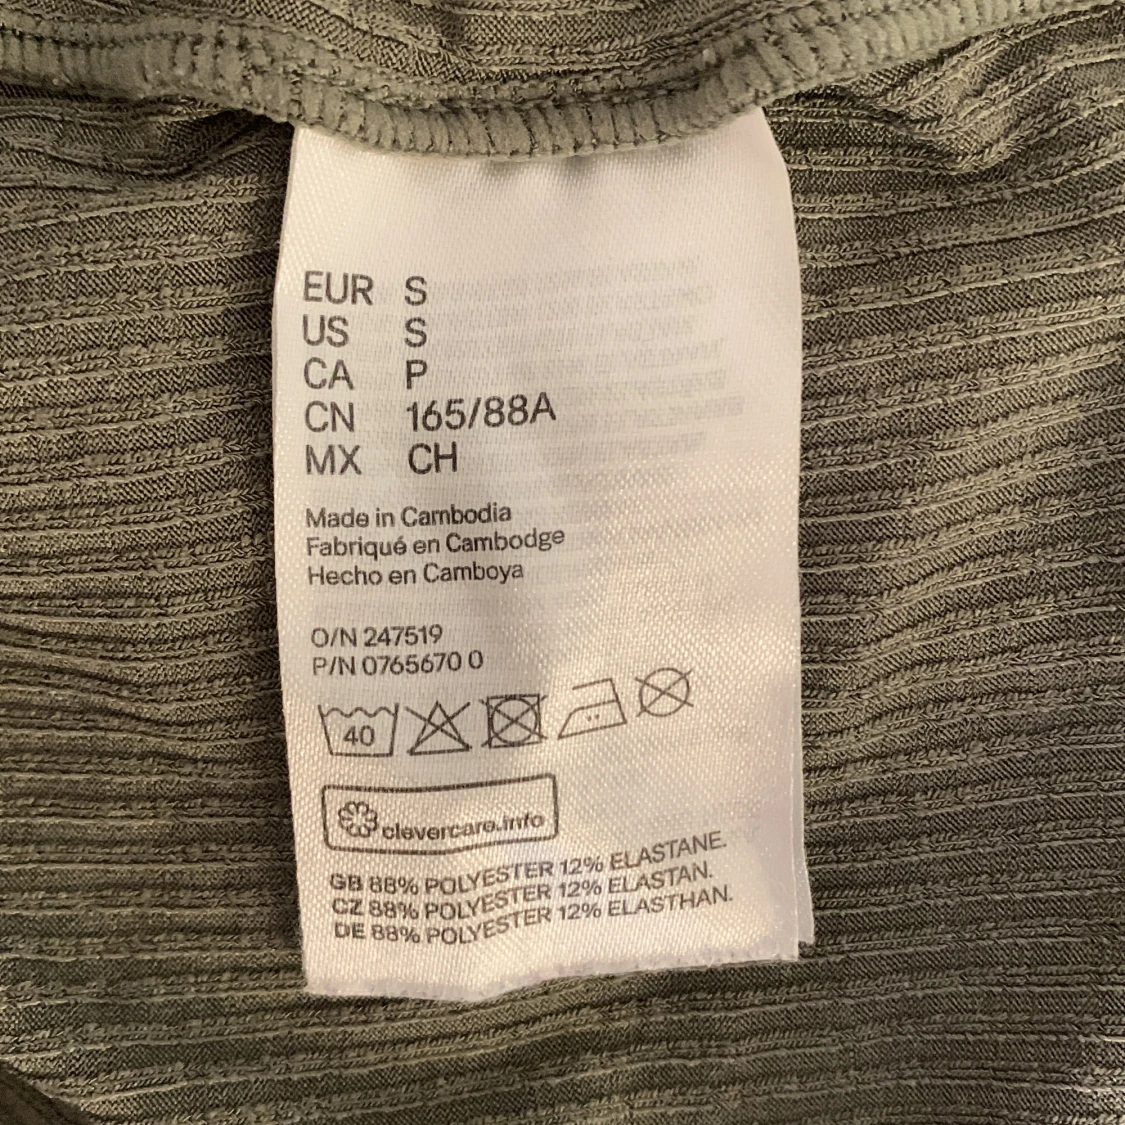 EUR S
US S
CA P
CN 165/88A
MX CH
Made in Cambodia
Fabriqué en Cambodge
Hecho en Camboya
O/N 247519
P/N 0765670 0
40
clevercare.info
GB 88% POLYESTER 12% ELASTANE.
CZ 88% POLYESTER 12% ELASTAN.
DE 88% POLYESTER 12% ELASTHAN.